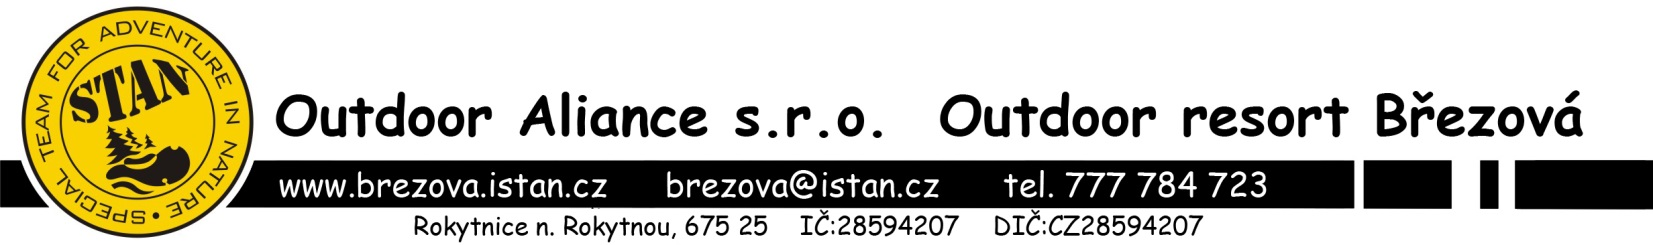 SPECIAL TEAM FOR ADVENTURE IN NATURE •
STAN
Outdoor Aliance s.r.o. Outdoor resort Březová
www.brezova.istan.cz brezova@istan.cz tel. 777 784 723
Rokytnice n. Rokytnou, 675 25 IČ:28594207 DIČ:CZ28594207